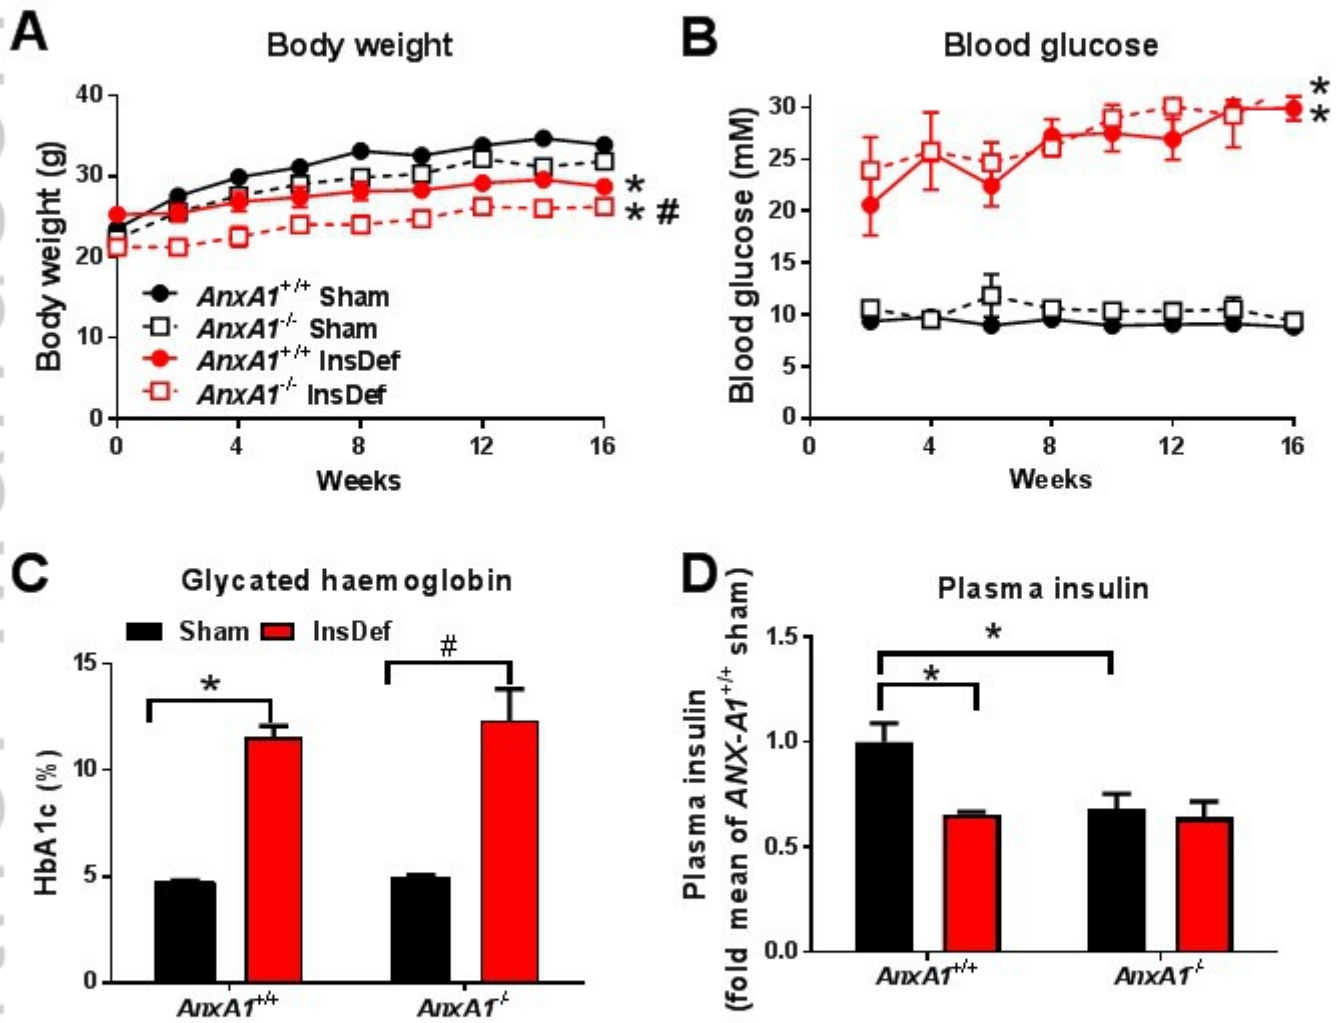 A
Body weight
Body weight (g)
40
30
20
10
0
0 4 8 12 16
Weeks
AnxA1+/+ Sham
AnxA1-/- Sham
AnxA1+/+ InsDef
AnxA1-/- InsDef
*
* #
B
Blood glucose
Blood glucose (mM)
30
25
20
15
10
5
0
0 4 8 12 16
Weeks
*
*
C
Glycated haemoglobin
Sham InsDef
HbA1c (%)
15
10
5
0
*
#
AnxA1+/+ AnxA1-/-
D
Plasma insulin
Plasma insulin
(fold mean of ANX-A1+/+ sham)
1.5
1.0
0.5
0.0
*
*
AnxA1+/+ AnxA1-/-